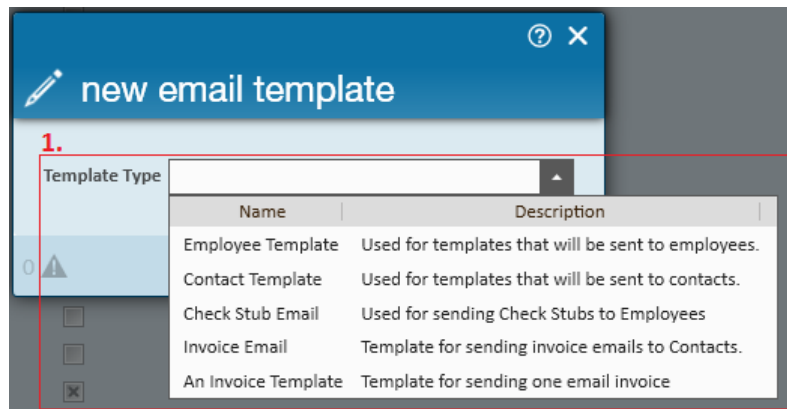 new email template
1.
Template Type
Name Description
Employee Template Used for templates that will be sent to employees.
Contact Template Used for templates that will be sent to contacts.
Check Stub Email Used for sending Check Stubs to Employees
Invoice Email Template for sending invoice emails to Contacts.
An Invoice Template Template for sending one email invoice
0